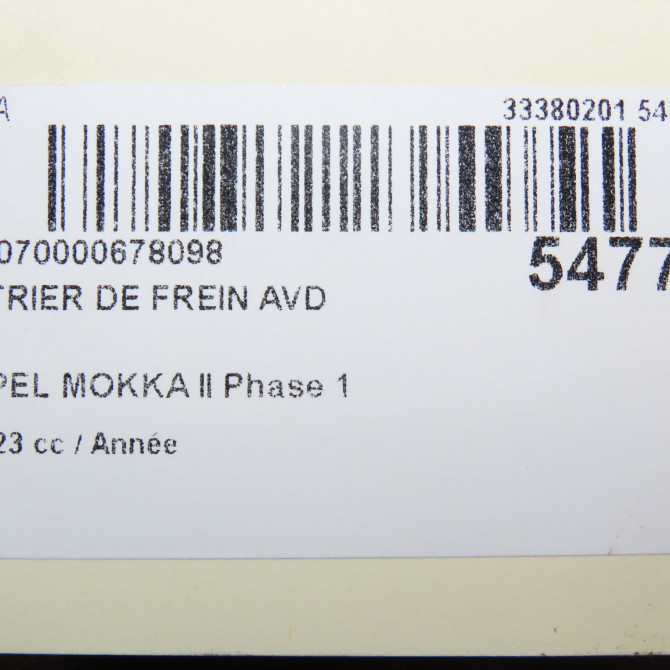 A
33380201 54
070000678098
5477
TRIER DE FREIN AVD
PEL MOKKA II Phase 1
23 cc / Année